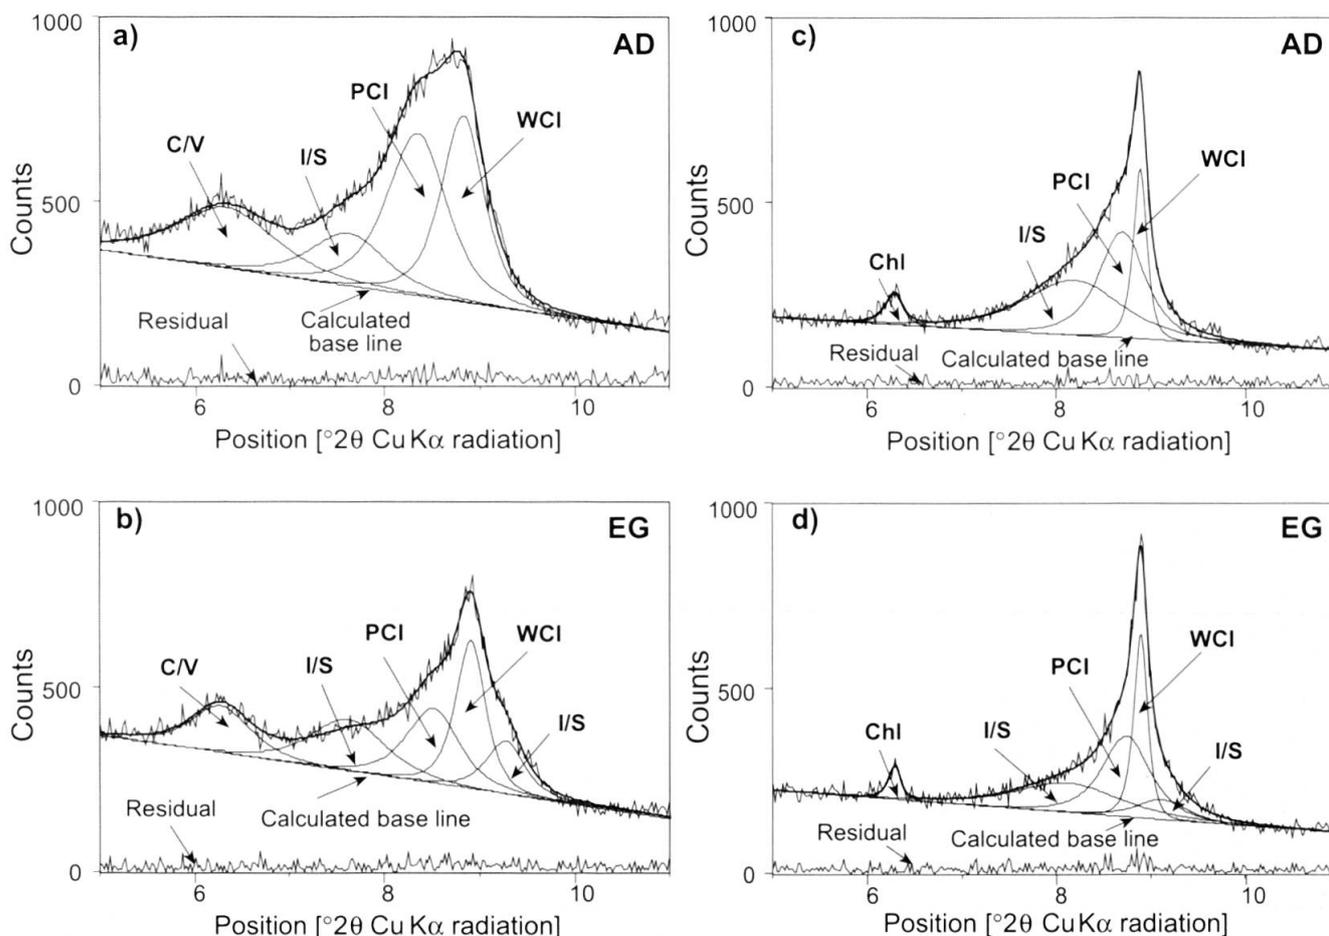 a)
AD
1000
500
0
Counts
C/V
I/S
PCI
WCI
Residual
Calculated
base line
6
8
10
Position [°2θ Cu Kα radiation]
c)
AD
1000
500
0
Counts
Chl
I/S
PCI
WCI
Residual
Calculated base line
6
8
10
Position [°2θ Cu Kα radiation]
b)
EG
1000
500
0
Counts
C/V
I/S
PCI
WCI
I/S
Residual
Calculated base line
6
8
10
Position [°2θ Cu Kα radiation]
d)
EG
1000
500
0
Counts
Chl
I/S
PCI
WCI
I/S
Residual
Calculated base line
6
8
10
Position [°2θ Cu Kα radiation]